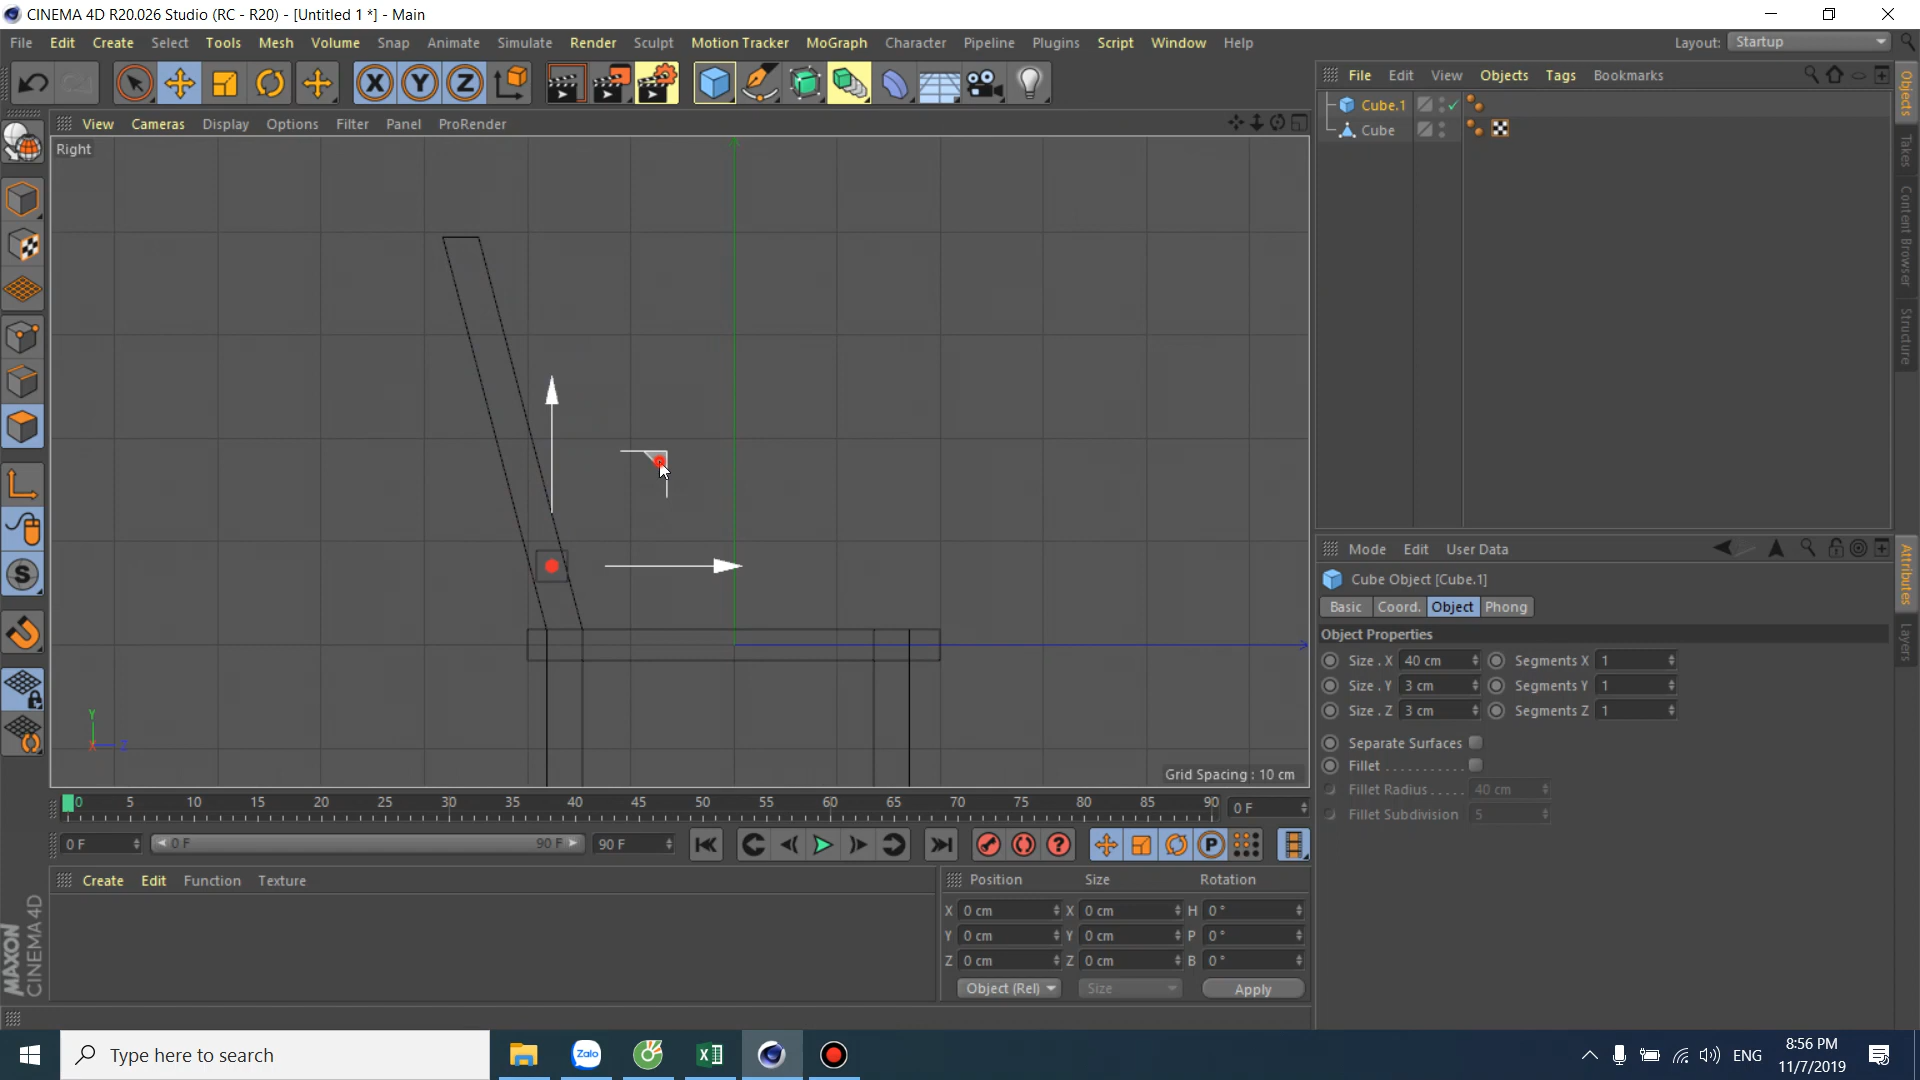 CINEMA 4D R20.026 Studio (RC - R20) - [Untitled 1 *] - Main
File Edit Create Select Tools Mesh Volume Snap Animate Simulate Render Sculpt Motion Tracker MoGraph Character Pipeline Plugins Script Window Help
Layout: Startup
View Cameras Display Options Filter Panel ProRender
Right
File Edit View Objects Tags Bookmarks
Cube.1
Cube
Objects
Takes
Content Browser
Structure
Mode Edit User Data
Cube Object [Cube.1]
Basic Coord. Object Phong
Object Properties
Size . X 40 cm Segments X 1
Size . Y 3 cm Segments Y 1
Size . Z 3 cm Segments Z 1
Separate Surfaces
Fillet . . . . . . . . . .
Fillet Radius . . . . . 40 cm
Fillet Subdivision 5
Attributes
Layers
X Y Z
S
Y
X Z
Grid Spacing : 10 cm
0 5 10 15 20 25 30 35 40 45 50 55 60 65 70 75 80 85 90 0 F
0 F 0 F 90 F 90 F
P
Create Edit Function Texture
Position Size Rotation
X 0 cm X 0 cm H 0 °
Y 0 cm Y 0 cm P 0 °
Z 0 cm Z 0 cm B 0 °
Object (Rel) Size Apply
MAXON
CINEMA 4D
Type here to search
Zalo
ENG
8:56 PM
11/7/2019